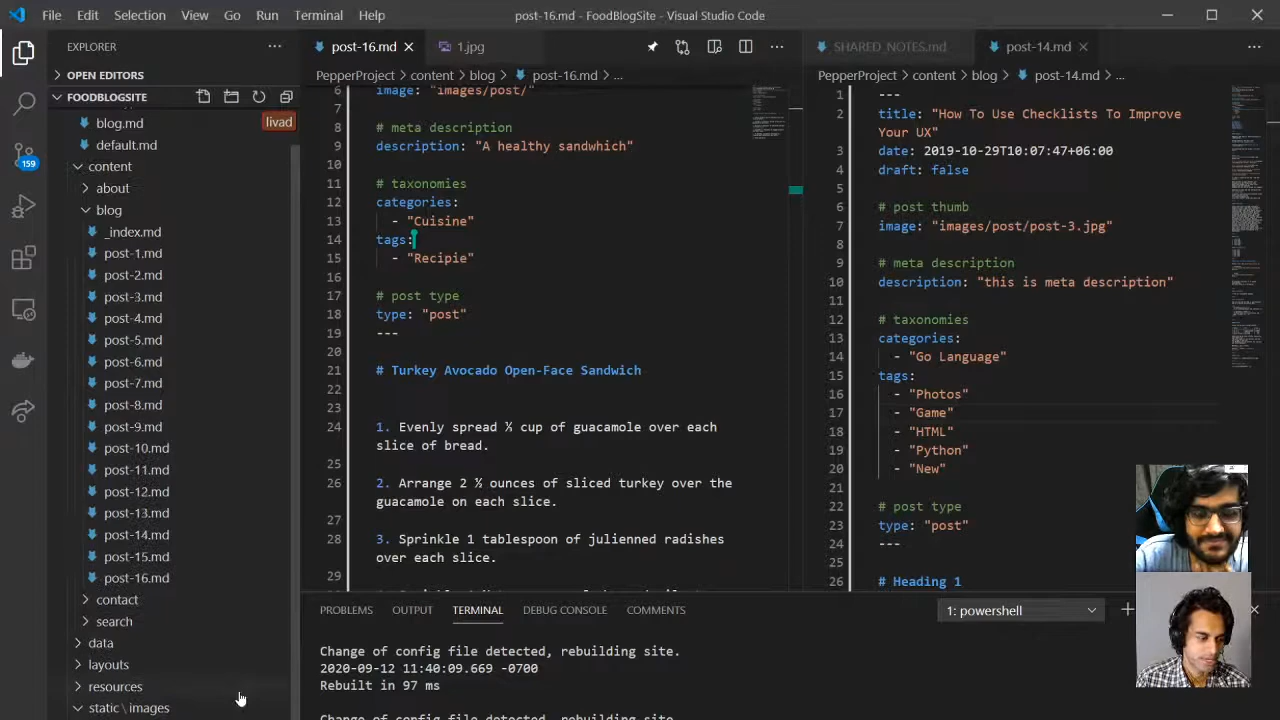 File Edit Selection View Go Run Terminal Help
post-16.md - FoodBlogSite - Visual Studio Code
EXPLORER
OPEN EDITORS
FOODBLOGSITE
blog.md
livad
default.md
content
about
blog
_index.md
post-1.md
post-2.md
post-3.md
post-4.md
post-5.md
post-6.md
post-7.md
post-8.md
post-9.md
post-10.md
post-11.md
post-12.md
post-13.md
post-14.md
post-15.md
post-16.md
contact
search
data
layouts
resources
static \ images
159
post-16.md
1.jpg
PepperProject > content > blog > post-16.md > ...
6 image: "images/post/"
7
8 # meta description
9 description: "A healthy sandwhich"
10
11 # taxonomies
12 categories:
13 - "Cuisine"
14 tags:
15 - "Recipie"
16
17 # post type
18 type: "post"
19 ---
20
21 # Turkey Avocado Open-Face Sandwich
22
23
24 1. Evenly spread ½ cup of guacamole over each
slice of bread.
25
26 2. Arrange 2 ½ ounces of sliced turkey over the
guacamole on each slice.
27
28 3. Sprinkle 1 tablespoon of julienned radishes
over each slice.
29
SHARED_NOTES.md
post-14.md
PepperProject > content > blog > post-14.md > ...
1 ---
2 title: "How To Use Checklists To Improve
Your UX"
3 date: 2019-10-29T10:07:47+06:00
4 draft: false
5
6 # post thumb
7 image: "images/post/post-3.jpg"
8
9 # meta description
10 description: "this is meta description"
11
12 # taxonomies
13 categories:
14 - "Go Language"
15 tags:
16 - "Photos"
17 - "Game"
18 - "HTML"
19 - "Python"
20 - "New"
21
22 # post type
23 type: "post"
24 ---
25
26 # Heading 1
PROBLEMS OUTPUT TERMINAL DEBUG CONSOLE COMMENTS
1: powershell
Change of config file detected, rebuilding site.
2020-09-12 11:40:09.669 -0700
Rebuilt in 97 ms
Change of config file detected, rebuilding site.